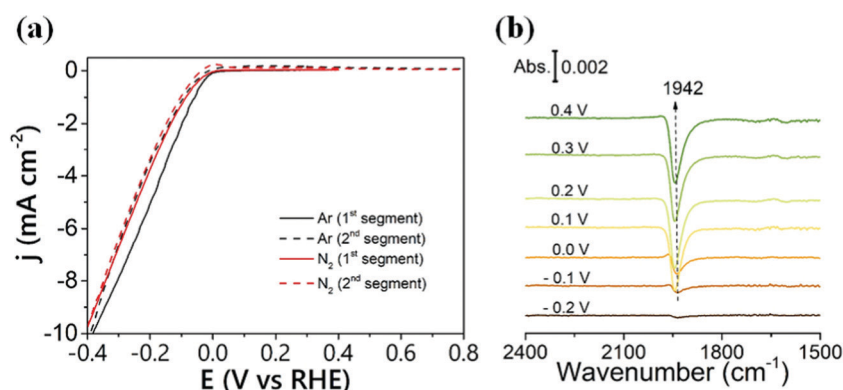 (a)
j (mA cm⁻²)
0
-2
-4
-6
-8
-10
Ar (1ˢᵗ segment)
Ar (2ⁿᵈ segment)
N₂ (1ˢᵗ segment)
N₂ (2ⁿᵈ segment)
-0.4 -0.2 0.0 0.2 0.4 0.6 0.8
E (V vs RHE)
(b)
Abs. 0.002
1942
0.4 V
0.3 V
0.2 V
0.1 V
0.0 V
- 0.1 V
- 0.2 V
2400 2100 1800 1500
Wavenumber (cm⁻¹)